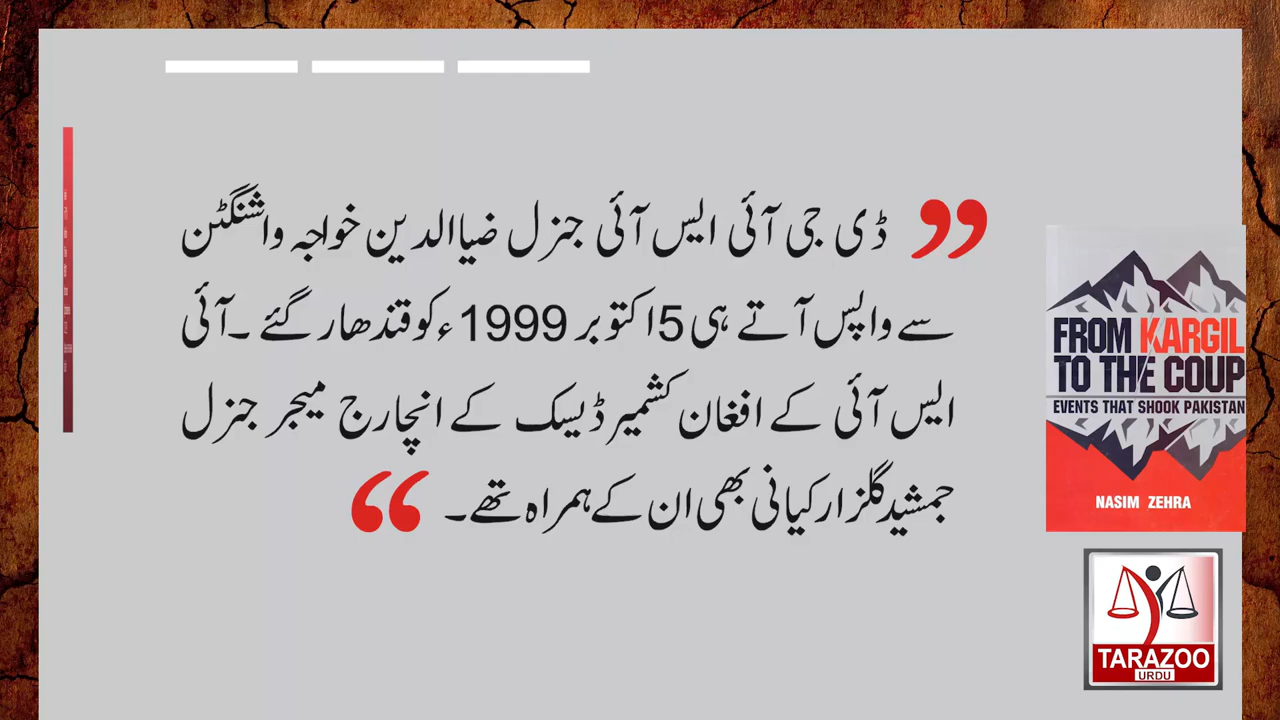 ڈی جی آئی ایس آئی جنرل ضیاالدین خواجہ واشنگٹن
سے واپس آتے ہی 5اکتوبر 1999ء کو قندھار گئے ۔ آئی
ایس آئی کے افغان کشمیر ڈیسک کے انچارج میجر جنرل
جمشید گلزار کیانی بھی ان کے ہمراہ تھے ۔
FROM KARGIL
TO THE COUP
EVENTS THAT SHOOK PAKISTAN
NASIM ZEHRA
TARAZOO
URDU